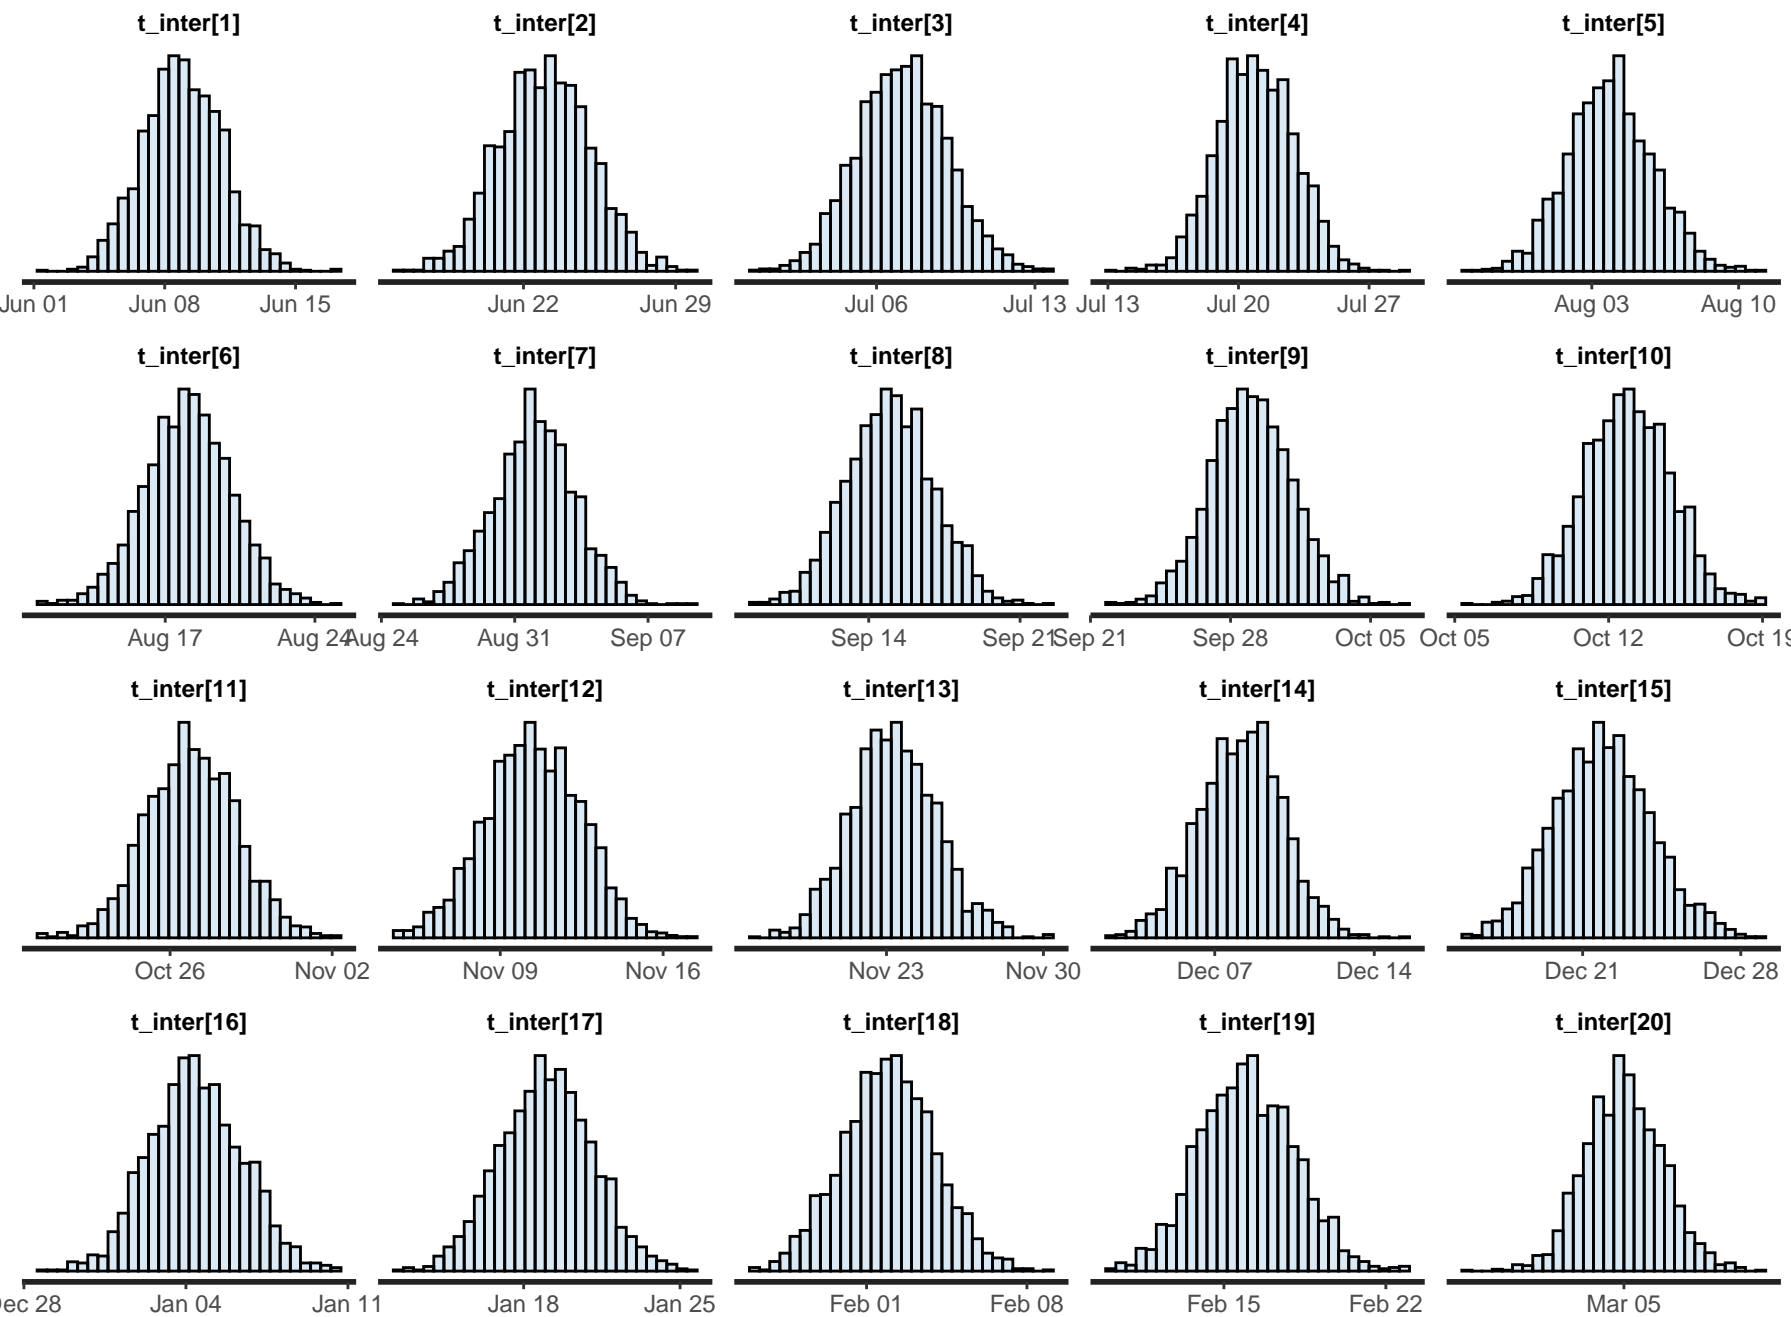 t_inter[1] t_inter[2] t_inter[3] t_inter[4] t_inter[5]
Jun 01 Jun 08 Jun 15 Jun 22 Jun 29 Jul 06 Jul 13 Jul 13 Jul 20 Jul 27 Aug 03 Aug 10
t_inter[6] t_inter[7] t_inter[8] t_inter[9] t_inter[10]
Aug 17 Aug 24 Aug 24 Aug 31 Sep 07 Sep 14 Sep 21 Sep 21 Sep 28 Oct 05 Oct 05 Oct 12 Oct 19
t_inter[11] t_inter[12] t_inter[13] t_inter[14] t_inter[15]
Oct 26 Nov 02 Nov 09 Nov 16 Nov 23 Nov 30 Dec 07 Dec 14 Dec 21 Dec 28
t_inter[16] t_inter[17] t_inter[18] t_inter[19] t_inter[20]
Dec 28 Jan 04 Jan 11 Jan 18 Jan 25 Feb 01 Feb 08 Feb 15 Feb 22 Mar 05